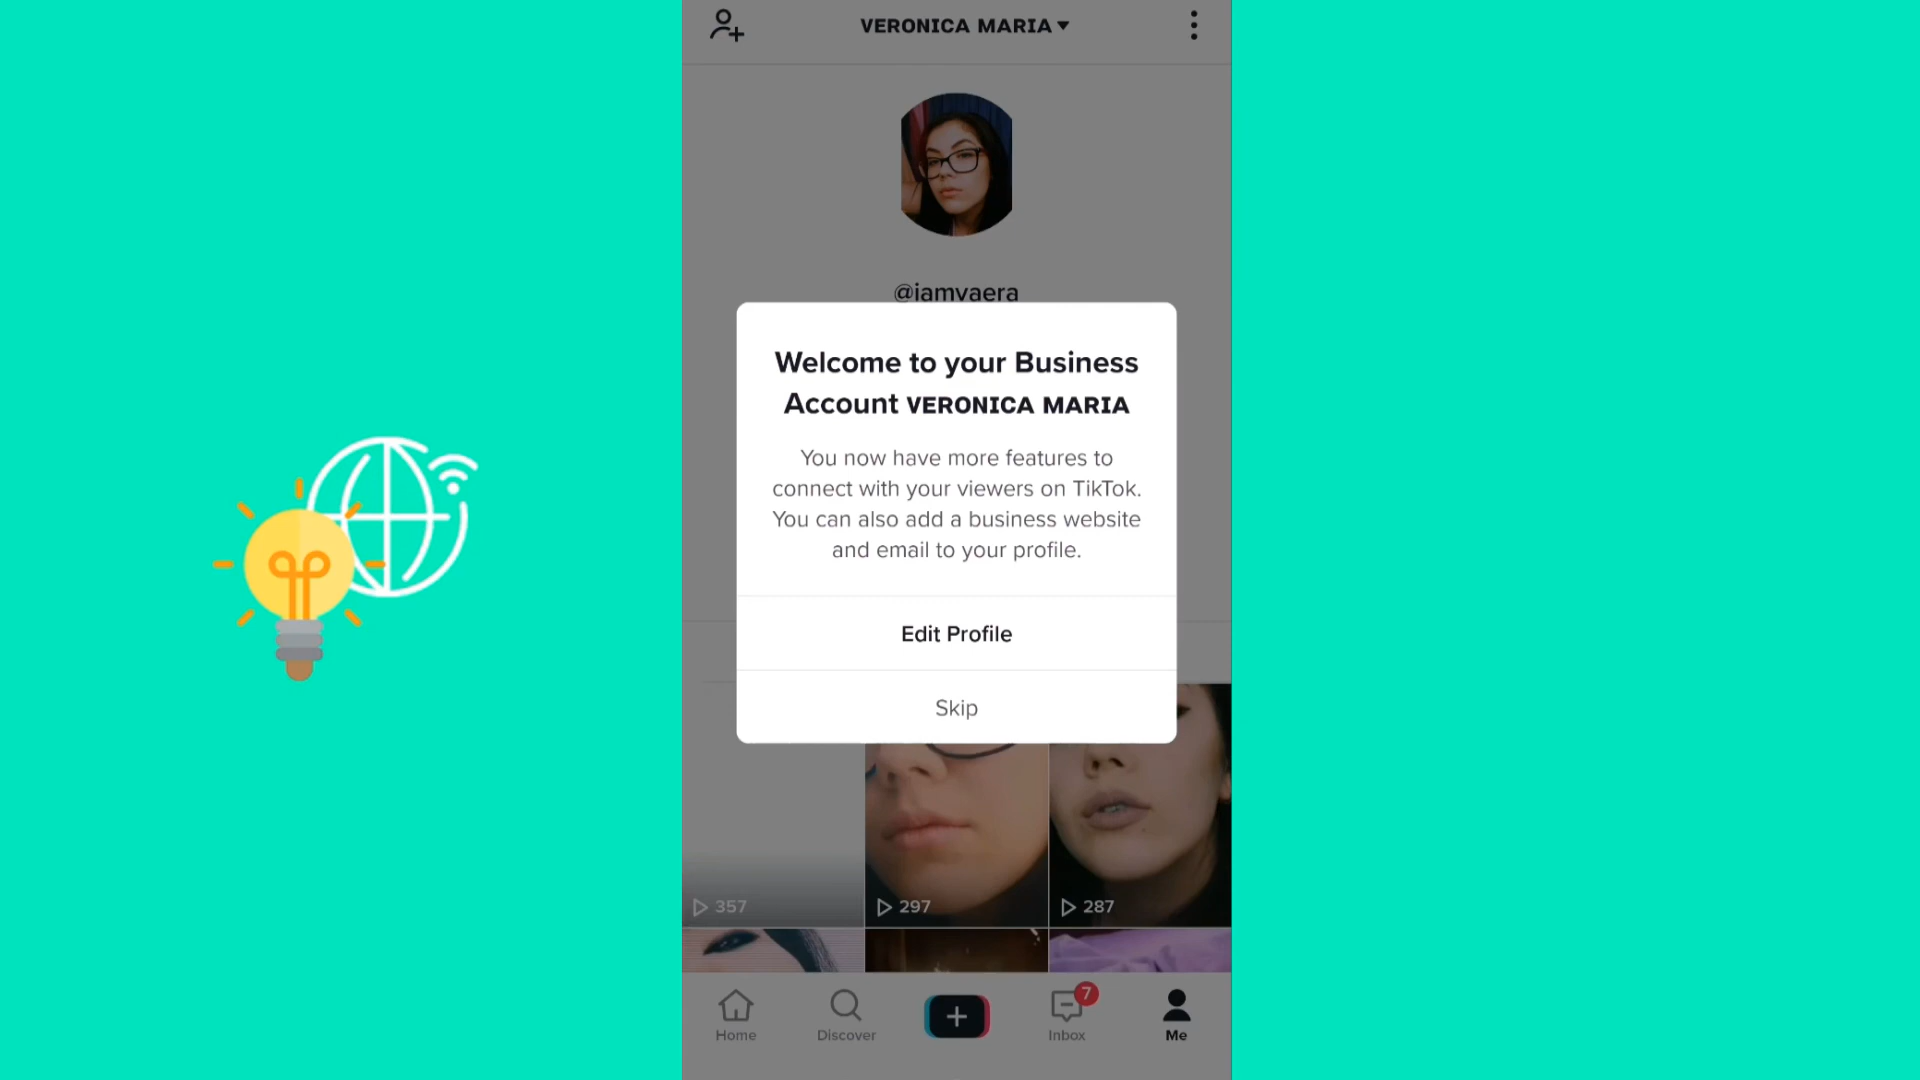 VERONICA MARIA
@iamvaera
Welcome to your Business
Account VERONICA MARIA
You now have more features to
connect with your viewers on TikTok.
You can also add a business website
and email to your profile.
Edit Profile
Skip
357
297
287
7
Home
Discover
Inbox
Me